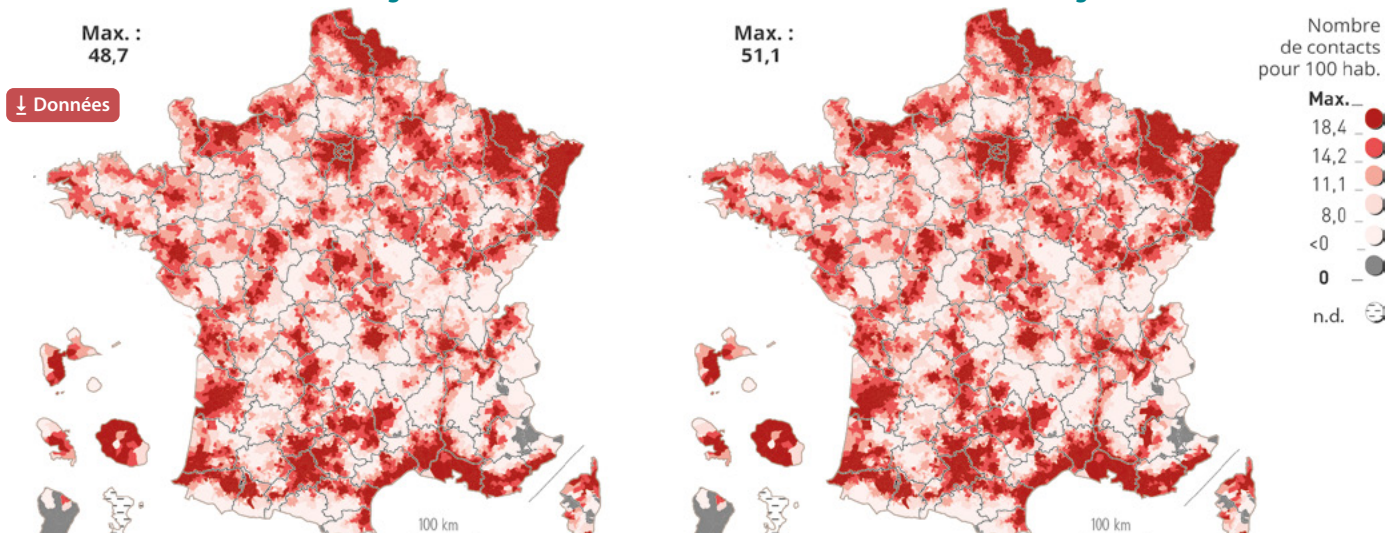 Max. :
48,7
Données
100 km
Max. :
51,1
100 km
Nombre
de contacts
pour 100 hab.
Max.
18,4
14,2
11,1
8,0
<0
0
n.d.